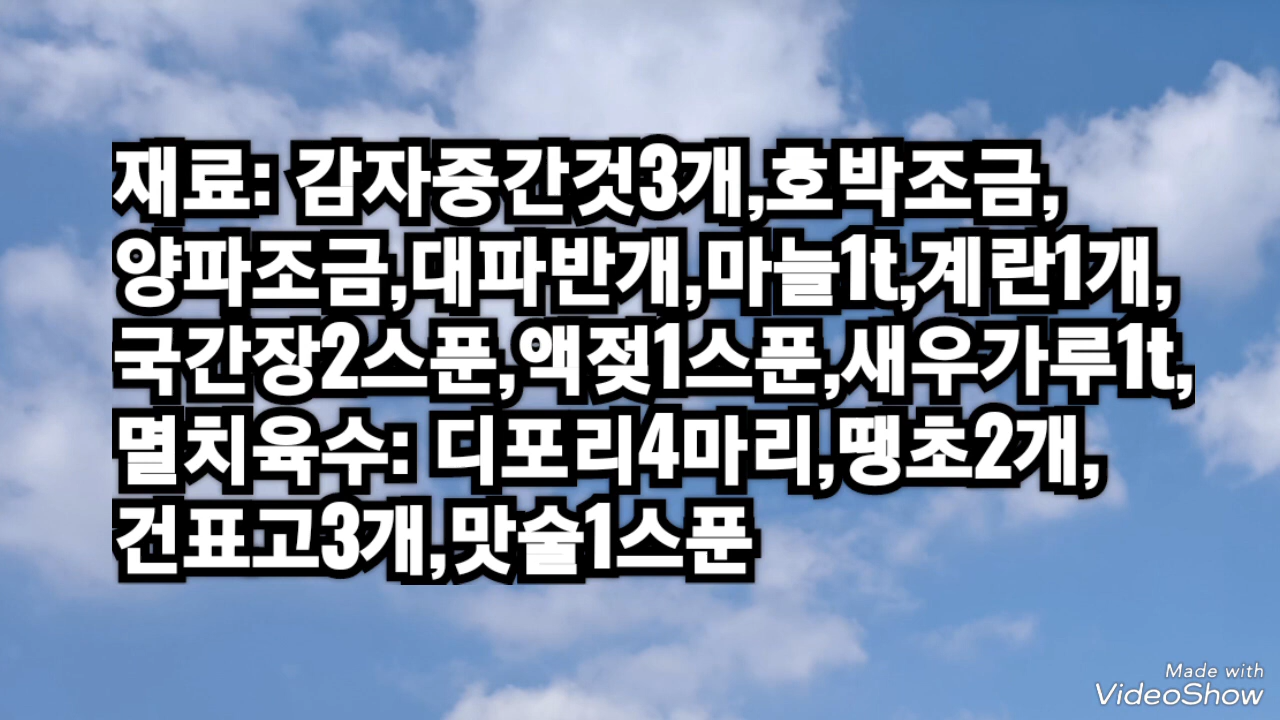 재료: 감자중간것3개,호박조금,
양파조금,대파반개,마늘1t,계란1개,
국간장2스푼,액젖1스푼,새우가루1t,
멸치육수: 디포리4마리,땡초2개,
건표고3개,맛술1스푼
Made with
VideoShow